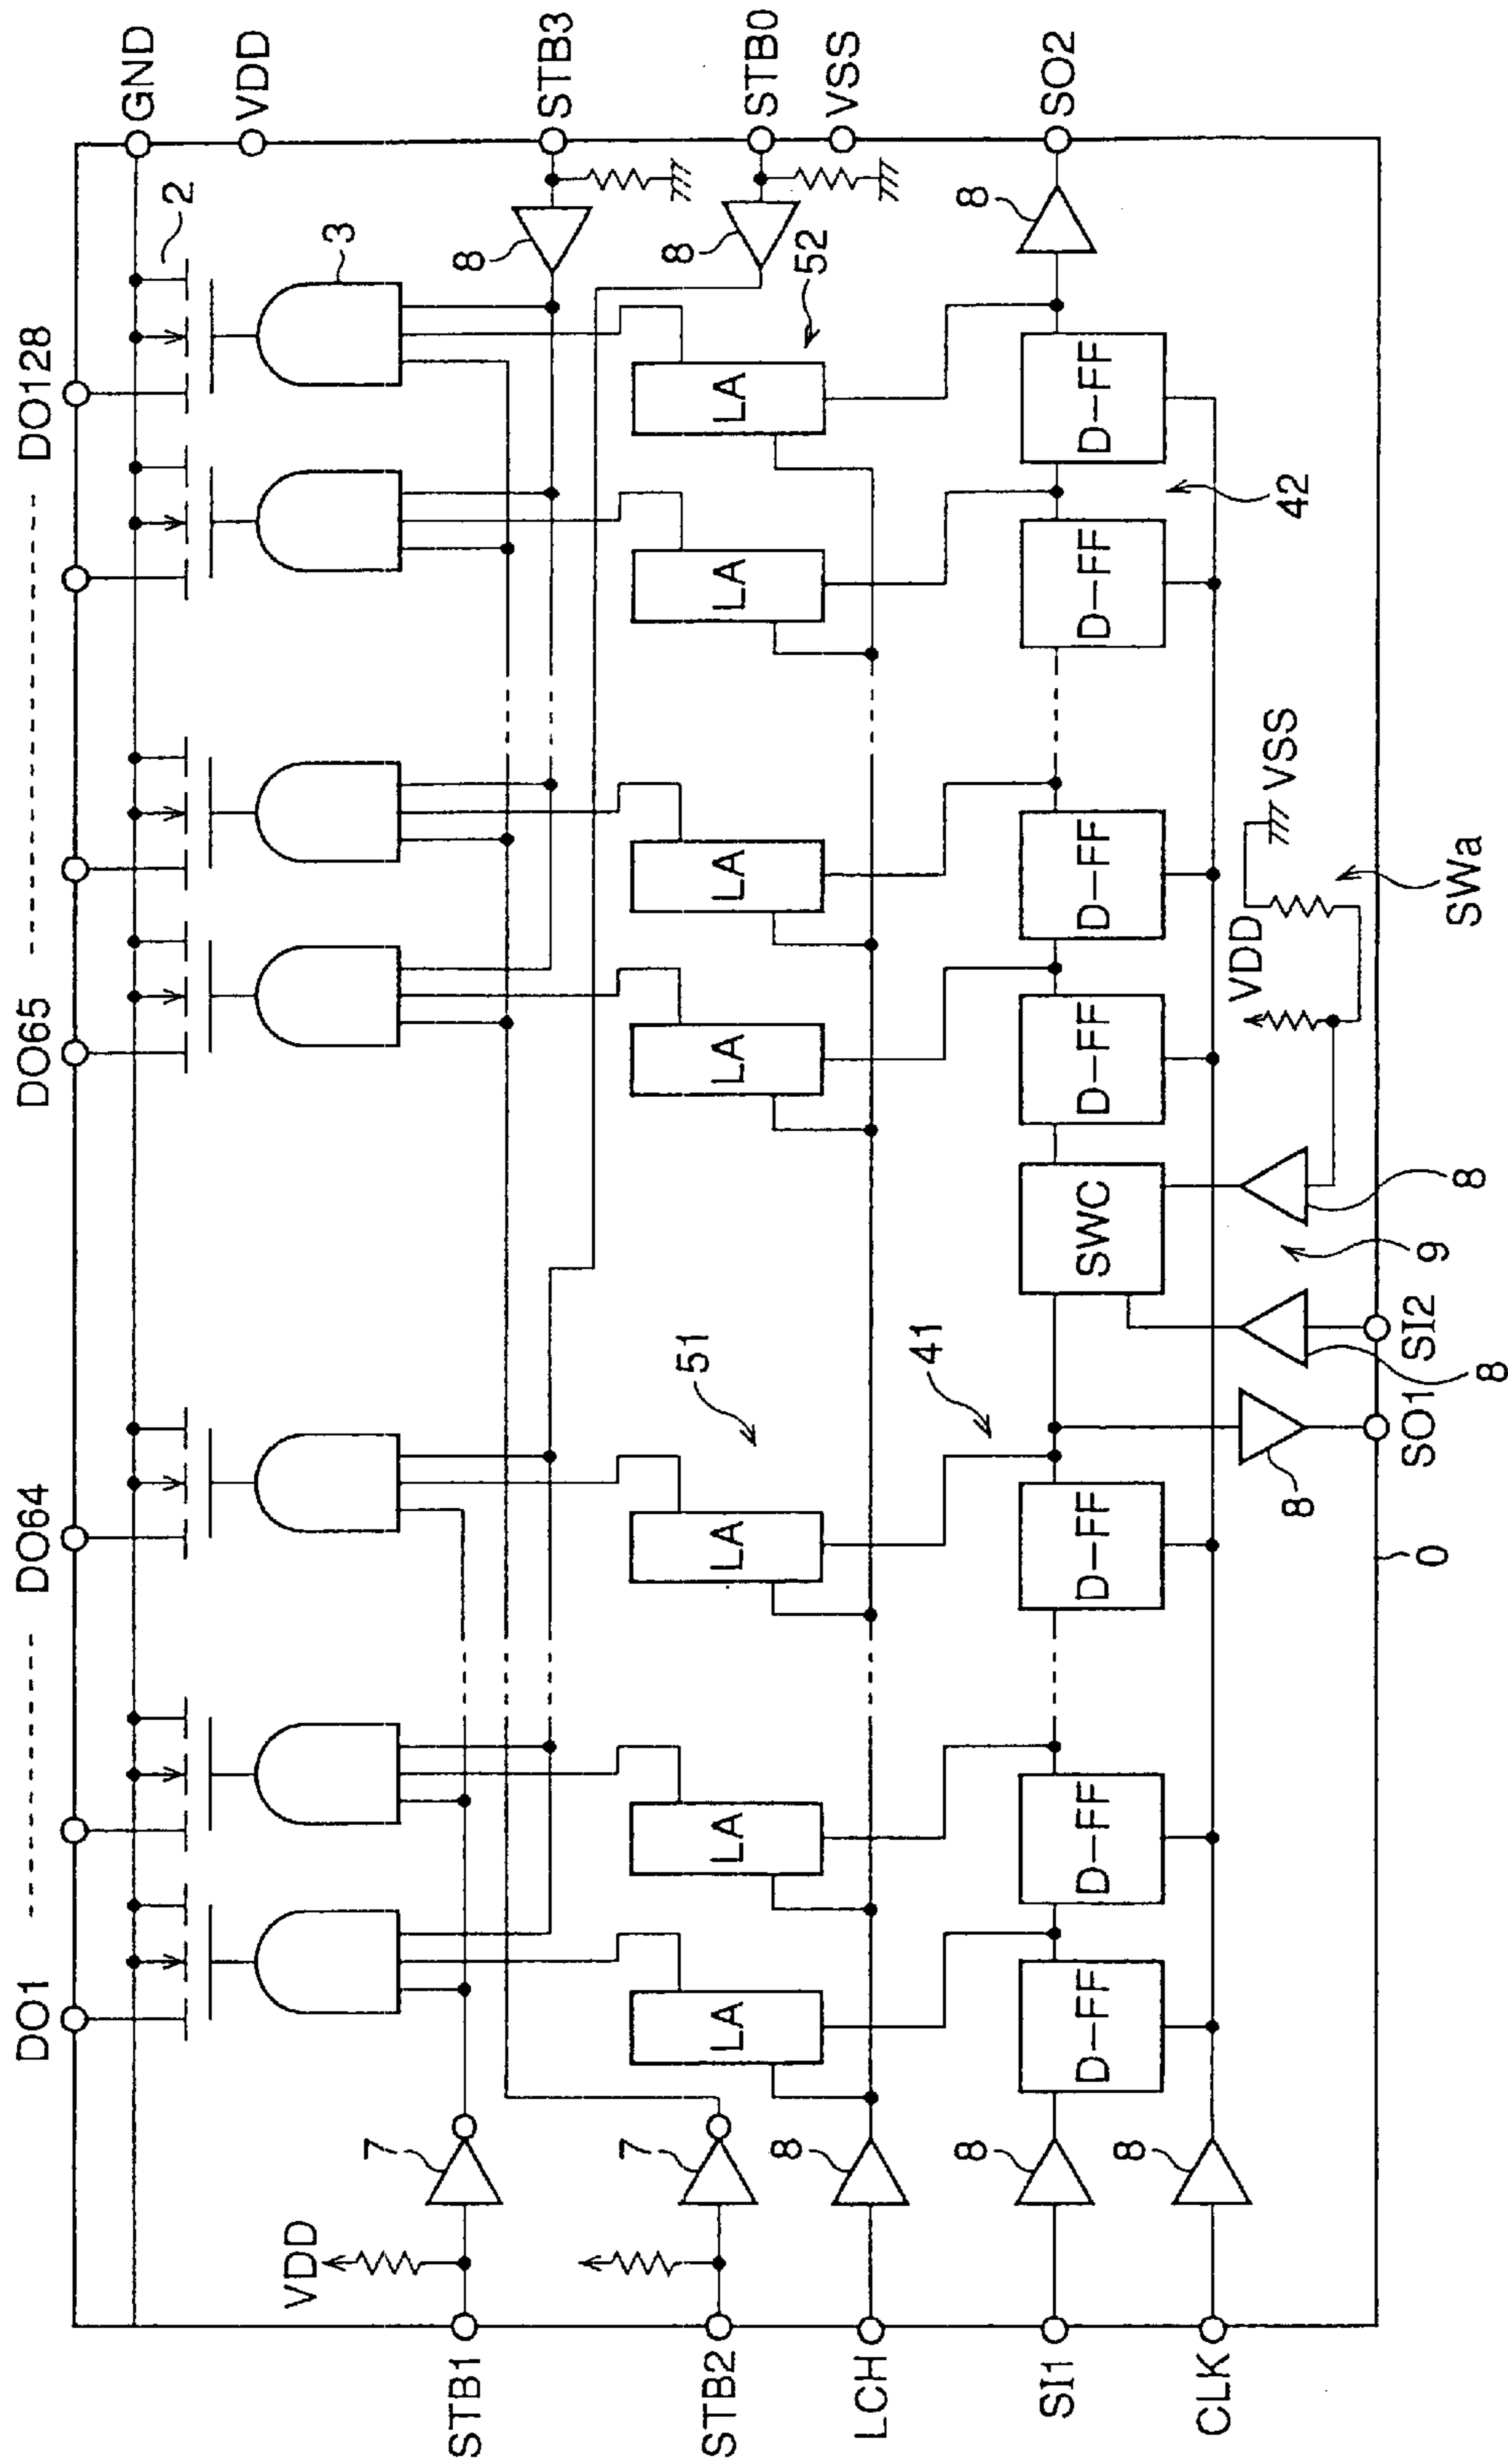 DO1 --------- DO64
DO65 --------------- DO128
GND
VDD
2
3
STB3
8
STB0
8
VSS
52
SO2
8
VDD
7
STB1
7
STB2
8
LCH
8
SI1
8
CLK
LA
LA
LA
LA
LA
LA
LA
51
41
D-FF
D-FF
D-FF
SWC
D-FF
D-FF
D-FF
D-FF
42
8
SO1
8
SI2
9
8
VDD
VSS
SWa
0